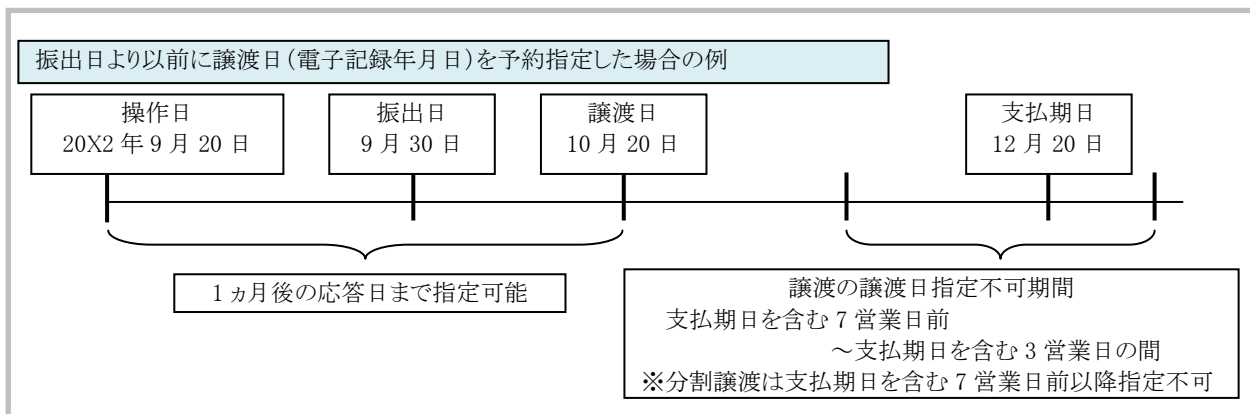 振出日より以前に譲渡日(電子記録年月日)を予約指定した場合の例
操作日
20X2 年 9 月 20 日
振出日
9 月 30 日
譲渡日
10 月 20 日
支払期日
12 月 20 日
1 ヵ月後の応答日まで指定可能
譲渡の譲渡日指定不可期間
支払期日を含む 7 営業日前
～支払期日を含む 3 営業日の間
※分割譲渡は支払期日を含む 7 営業日前以降指定不可